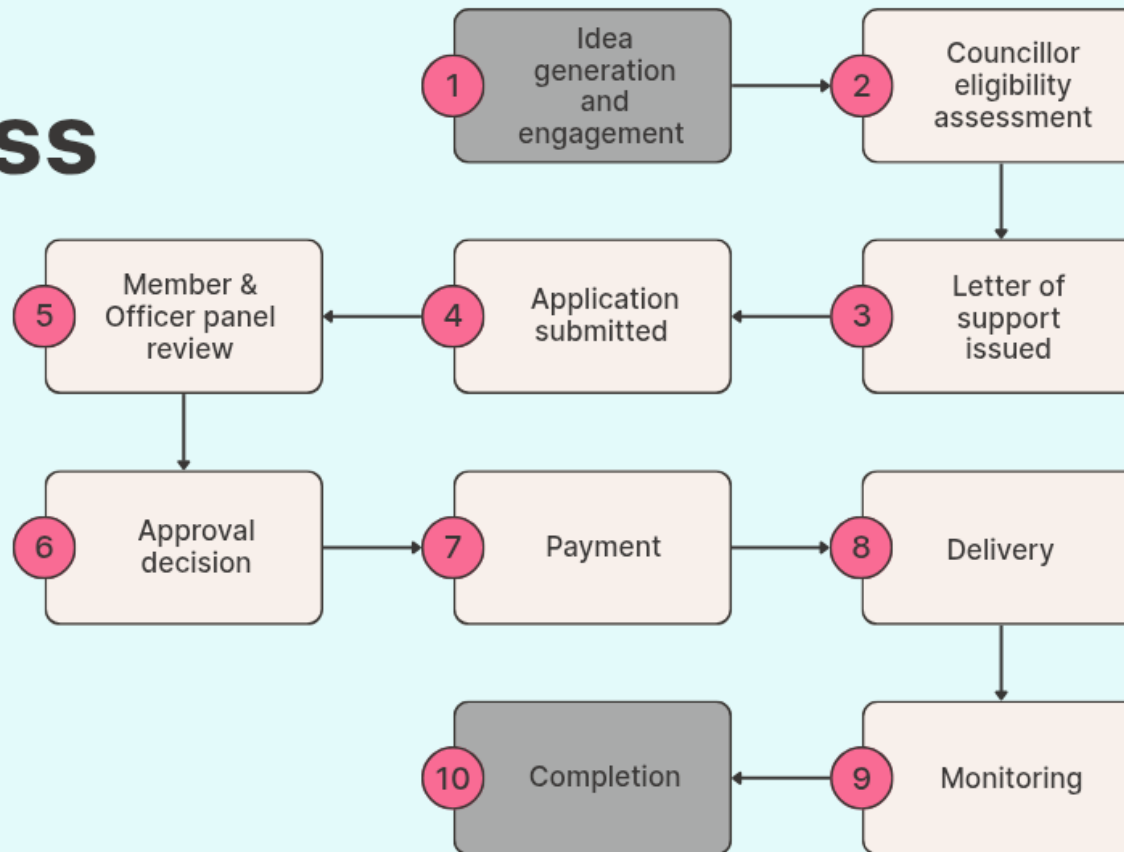 ss
1
Idea
generation
and
engagement
2
Councillor
eligibility
assessment
3
Letter of
support
issued
4
Application
submitted
5
Member &
Officer panel
review
6
Approval
decision
7
Payment
8
Delivery
9
Monitoring
10
Completion